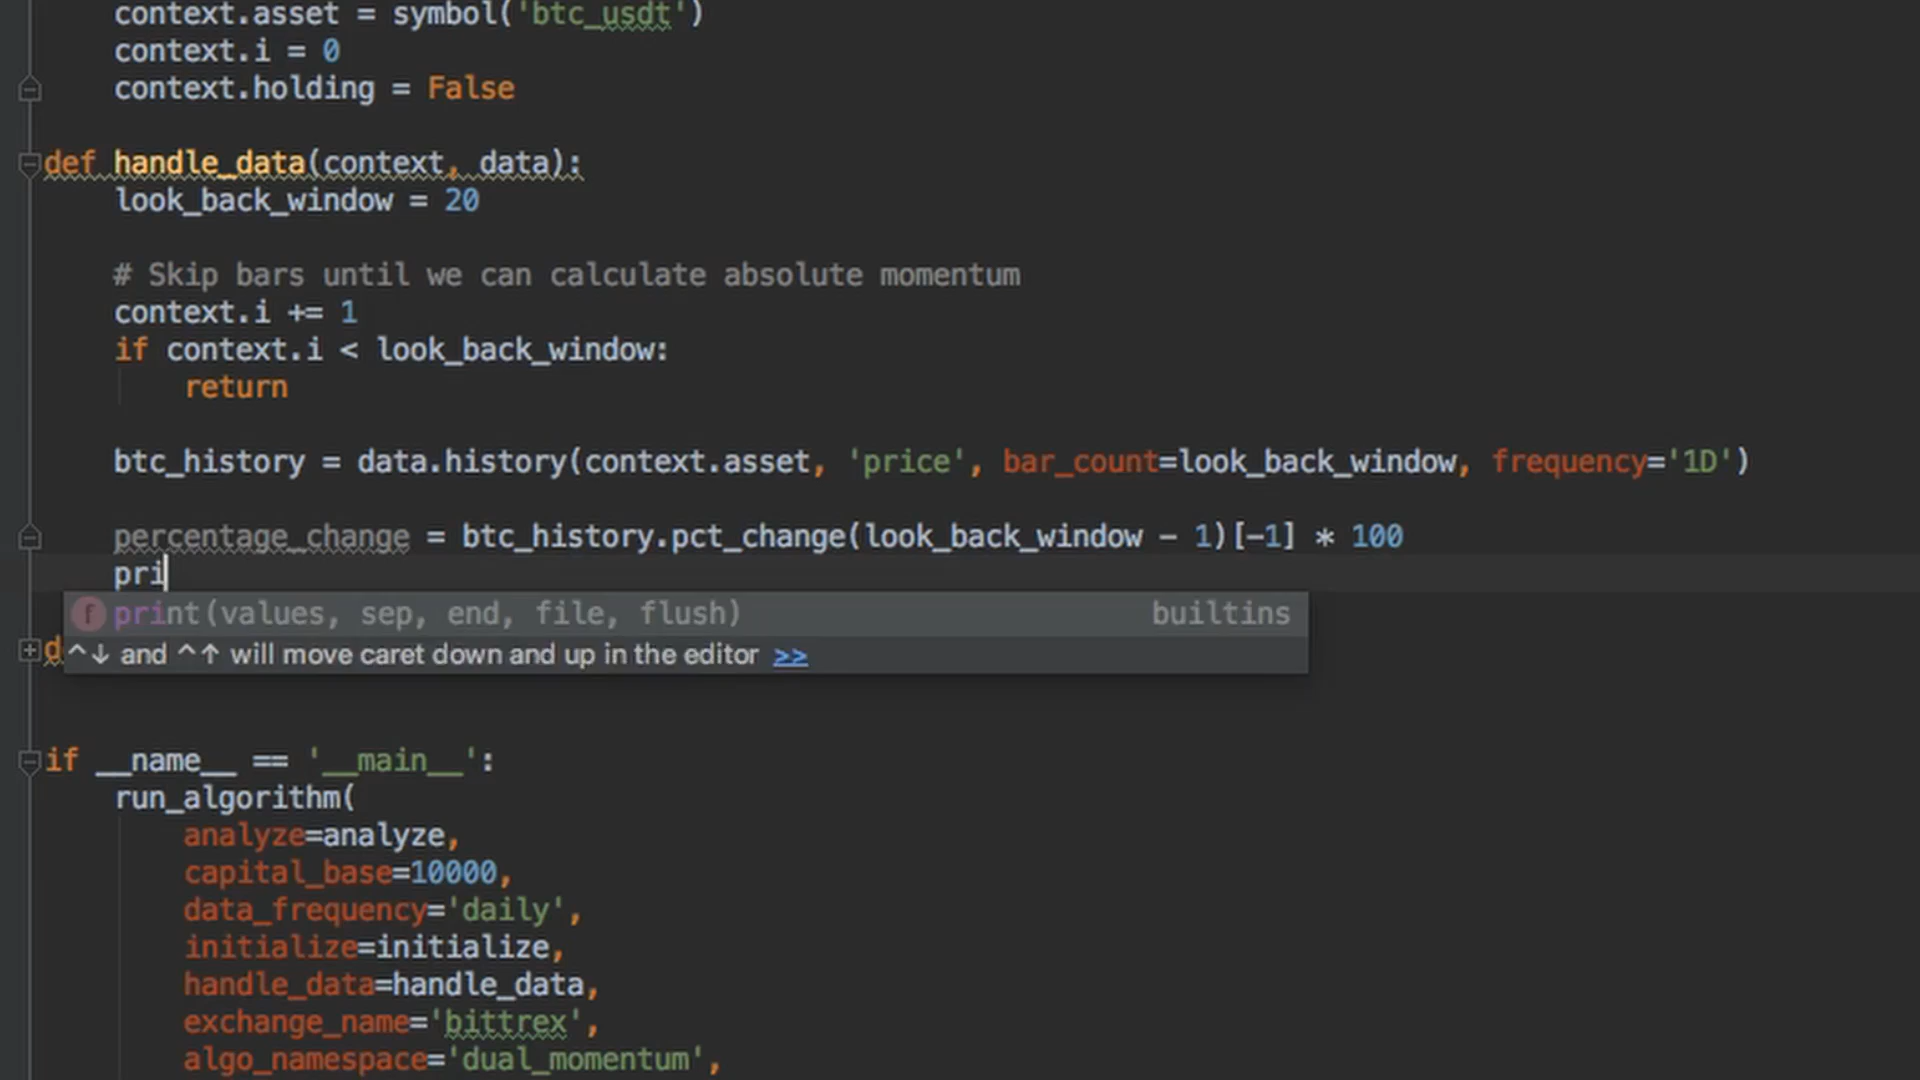 context.asset = symbol('btc_usdt')
context.i = 0
context.holding = False
def handle_data(context, data):
look_back_window = 20
# Skip bars until we can calculate absolute momentum
context.i += 1
if context.i < look_back_window:
return
btc_history = data.history(context.asset, 'price', bar_count=look_back_window, frequency='1D')
percentage_change = btc_history.pct_change(look_back_window - 1)[-1] * 100
pri
f print(values, sep, end, file, flush) builtins
^↓ and ^↑ will move caret down and up in the editor >>
d
if __name__ == '__main__':
run_algorithm(
analyze=analyze,
capital_base=10000,
data_frequency='daily',
initialize=initialize,
handle_data=handle_data,
exchange_name='bittrex',
algo_namespace='dual_momentum',